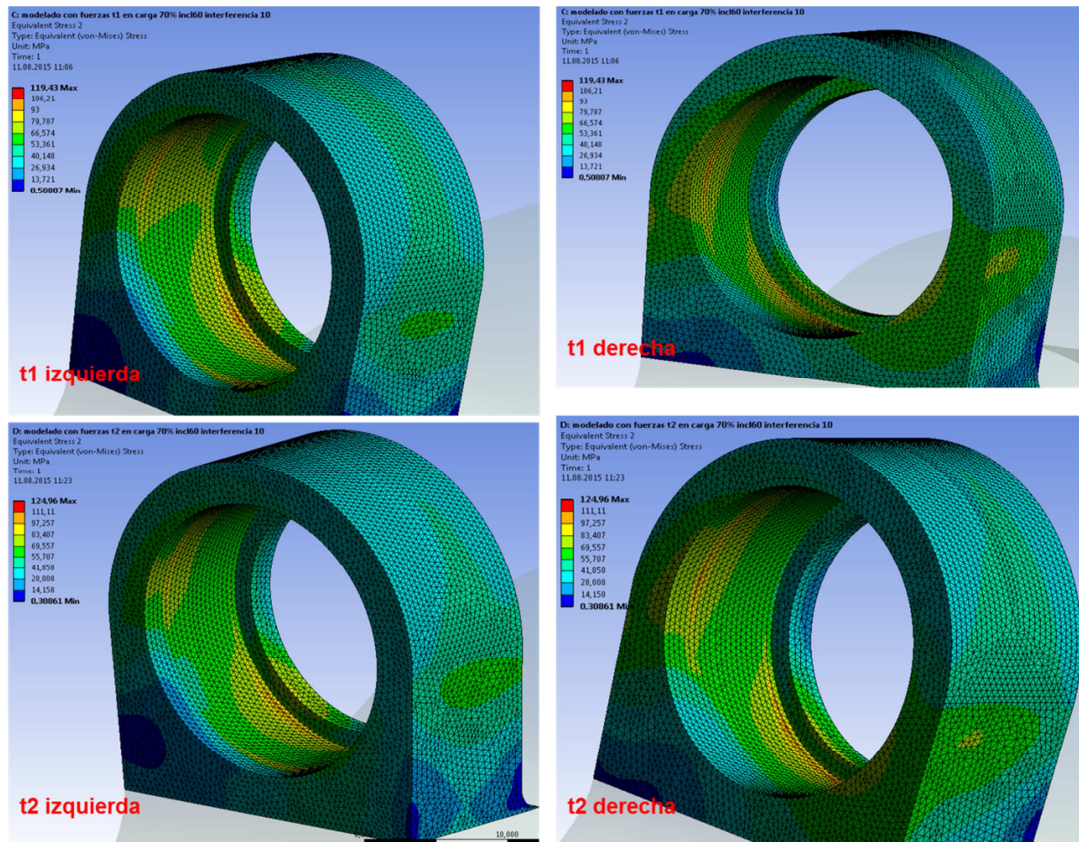 C: modelado con fuerzas t1 en carga 70% incl60 interferencia 10
Equivalent Stress 2
Type: Equivalent (von-Mises) Stress
Unit: MPa
Time: 1
11.08.2015 11:06
119,43 Max
106,21
93
79,787
66,574
53,361
40,148
26,934
13,721
0,50807 Min
t1 izquierda
C: modelado con fuerzas t1 en carga 70% incl60 interferencia 10
Equivalent Stress 2
Type: Equivalent (von-Mises) Stress
Unit: MPa
Time: 1
11.08.2015 11:06
119,43 Max
106,21
93
79,787
66,574
53,361
40,148
26,934
13,721
0,50807 Min
t1 derecha
D: modelado con fuerzas t2 en carga 70% incl60 interferencia 10
Equivalent Stress 2
Type: Equivalent (von-Mises) Stress
Unit: MPa
Time: 1
11.08.2015 11:23
124,96 Max
111,11
97,257
83,407
69,557
55,707
41,858
28,008
14,158
0,30861 Min
t2 izquierda
10,000
D: modelado con fuerzas t2 en carga 70% incl60 interferencia 10
Equivalent Stress 2
Type: Equivalent (von-Mises) Stress
Unit: MPa
Time: 1
11.08.2015 11:23
124,96 Max
111,11
97,257
83,407
69,557
55,707
41,858
28,008
14,158
0,30861 Min
t2 derecha